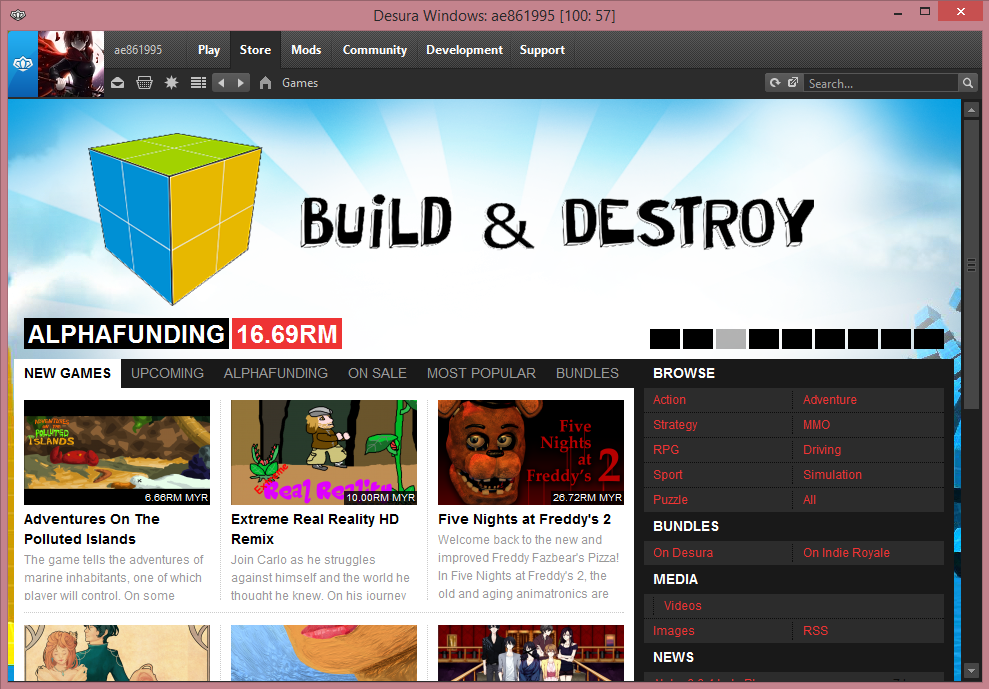 Desura Windows: ae861995 [100: 57]
ae861995
Play
Store
Mods
Community
Development
Support
Games
Search...
BUiLD & DESTROY
ALPHAFUNDING 16.69RM
NEW GAMES
UPCOMING
ALPHAFUNDING
ON SALE
MOST POPULAR
BUNDLES
ADVENTURES
ON THE
POLLUTED
ISLANDS
6.66RM MYR
Adventures On The
Polluted Islands
The game tells the adventures of
marine inhabitants, one of which
player will control. On some
Extreme
Real Reality
10.00RM MYR
Extreme Real Reality HD
Remix
Join Carlo as he struggles
against himself and the world he
thought he knew. On his journey
Five
Nights
at
Freddy's 2
26.72RM MYR
Five Nights at Freddy's 2
Welcome back to the new and
improved Freddy Fazbear's Pizza!
In Five Nights at Freddy's 2, the
old and aging animatronics are
BROWSE
Action
Adventure
Strategy
MMO
RPG
Driving
Sport
Simulation
Puzzle
All
BUNDLES
On Desura
On Indie Royale
MEDIA
Videos
Images
RSS
NEWS